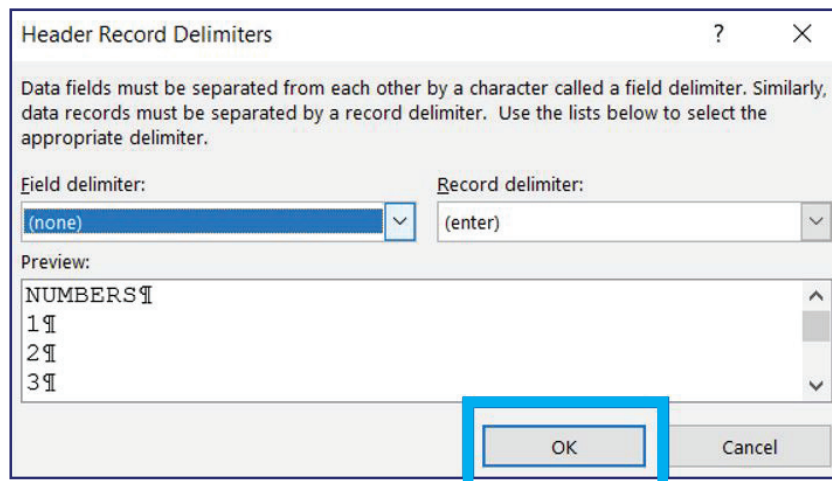 Header Record Delimiters ?
Data fields must be separated from each other by a character called a field delimiter. Similarly,
data records must be separated by a record delimiter. Use the lists below to select the
appropriate delimiter.
Field delimiter: Record delimiter:
(none) (enter)
Preview:
NUMBERS¶
1¶
2¶
3¶
OK Cancel